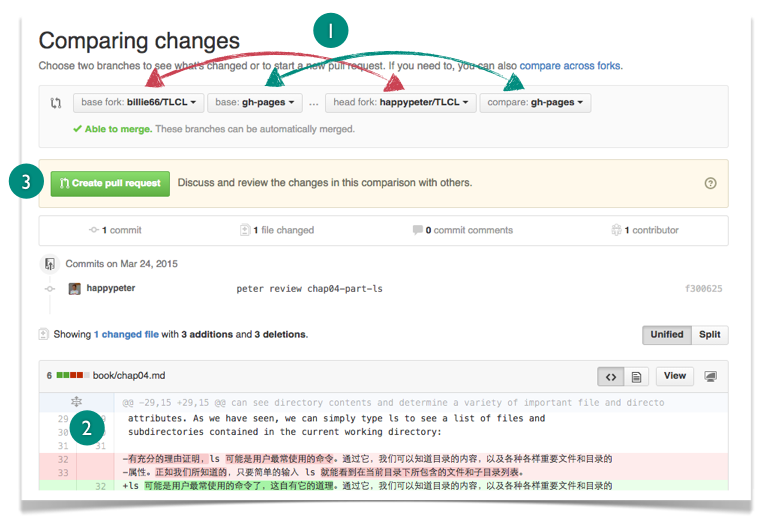 1
Comparing changes
Choose two branches to see what's changed or to start a new pull request. If you need to, you can also compare across forks.
base fork: billie66/TLCL base: gh-pages ... head fork: happypeter/TLCL compare: gh-pages
Able to merge. These branches can be automatically merged.
3
Create pull request Discuss and review the changes in this comparison with others. ?
1 commit 1 file changed 0 commit comments 1 contributor
Commits on Mar 24, 2015
happypeter peter review chap04-part-ls f300625
Showing 1 changed file with 3 additions and 3 deletions. Unified Split
6 book/chap04.md <> View
@@ -29,15 +29,15 @@ can see directory contents and determine a variety of important file and directo
29 attributes. As we have seen, we can simply type ls to see a list of files and
2
30 subdirectories contained in the current working directory:
31 31
32 -有充分的理由证明，ls 可能是用户最常使用的命令。通过它，我们可以知道目录的内容，以及各种各样重要文件和目录的
33 -属性。正如我们所知道的，只要简单的输入 ls 就能看到在当前目录下所包含的文件和子目录列表。
32 +ls 可能是用户最常使用的命令了，这自有它的道理。通过它，我们可以知道目录的内容，以及各种各样重要文件和目录的